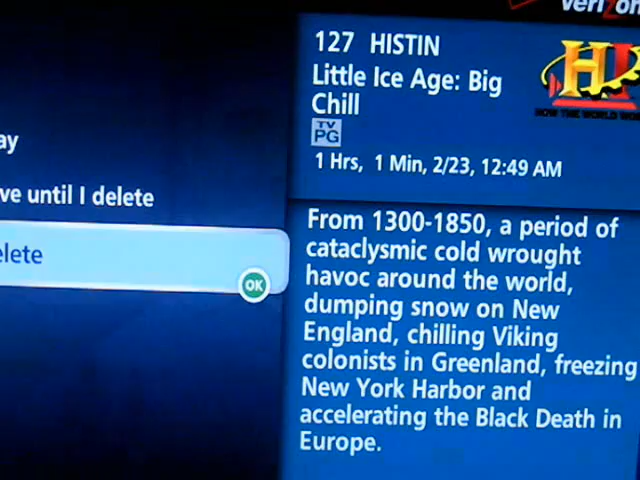 verizon
127 HISTIN
Little Ice Age: Big
Chill
TV
PG
1 Hrs, 1 Min, 2/23, 12:49 AM
ay
ve until I delete
elete
OK
From 1300-1850, a period of
cataclysmic cold wrought
havoc around the world,
dumping snow on New
England, chilling Viking
colonists in Greenland, freezing
New York Harbor and
accelerating the Black Death in
Europe.